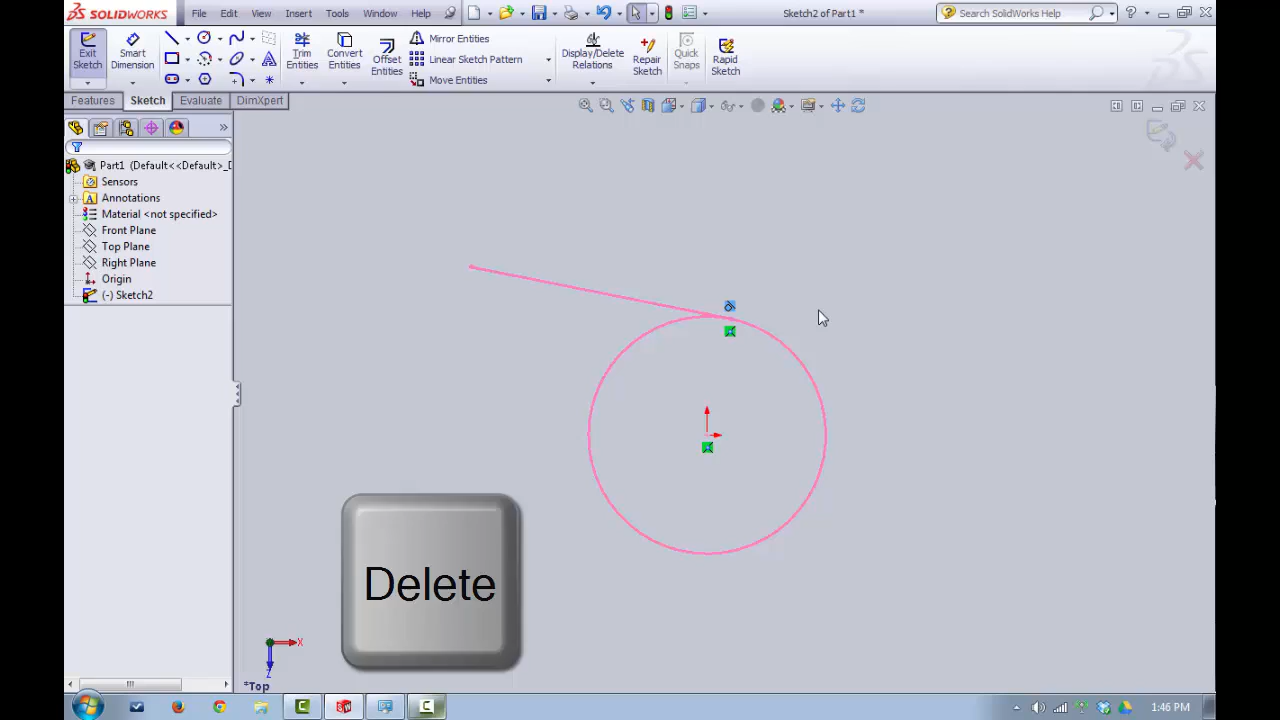 SOLIDWORKS File Edit View Insert Tools Window Help Sketch2 of Part1 * Search SolidWorks Help
Exit Sketch
Smart Dimension
Trim Entities
Convert Entities
Offset Entities
Mirror Entities
Linear Sketch Pattern
Move Entities
Display/Delete Relations
Repair Sketch
Quick Snaps
Rapid Sketch
Features Sketch Evaluate DimXpert
Part1 (Default<<Default>_D
Sensors
Annotations
Material <not specified>
Front Plane
Top Plane
Right Plane
Origin
(-) Sketch2
Delete
X
Z
*Top
1:46 PM